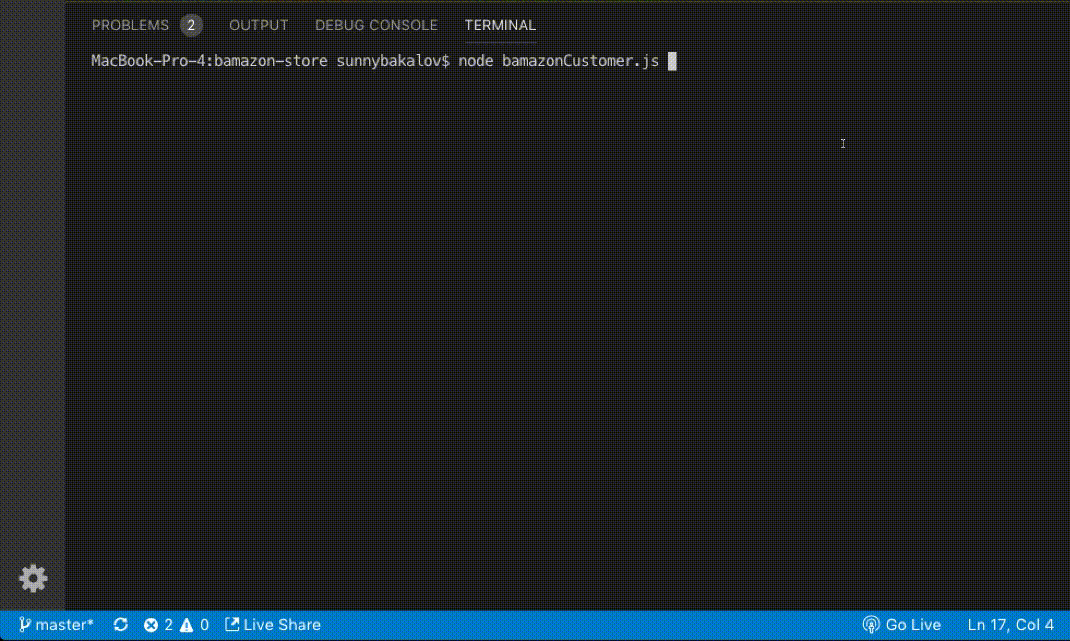 PROBLEMS 2 OUTPUT DEBUG CONSOLE TERMINAL
MacBook-Pro-4:bamazon-store sunnybakalov$ node bamazonCustomer.js
master* 2 0 Live Share Go Live Ln 17, Col 4